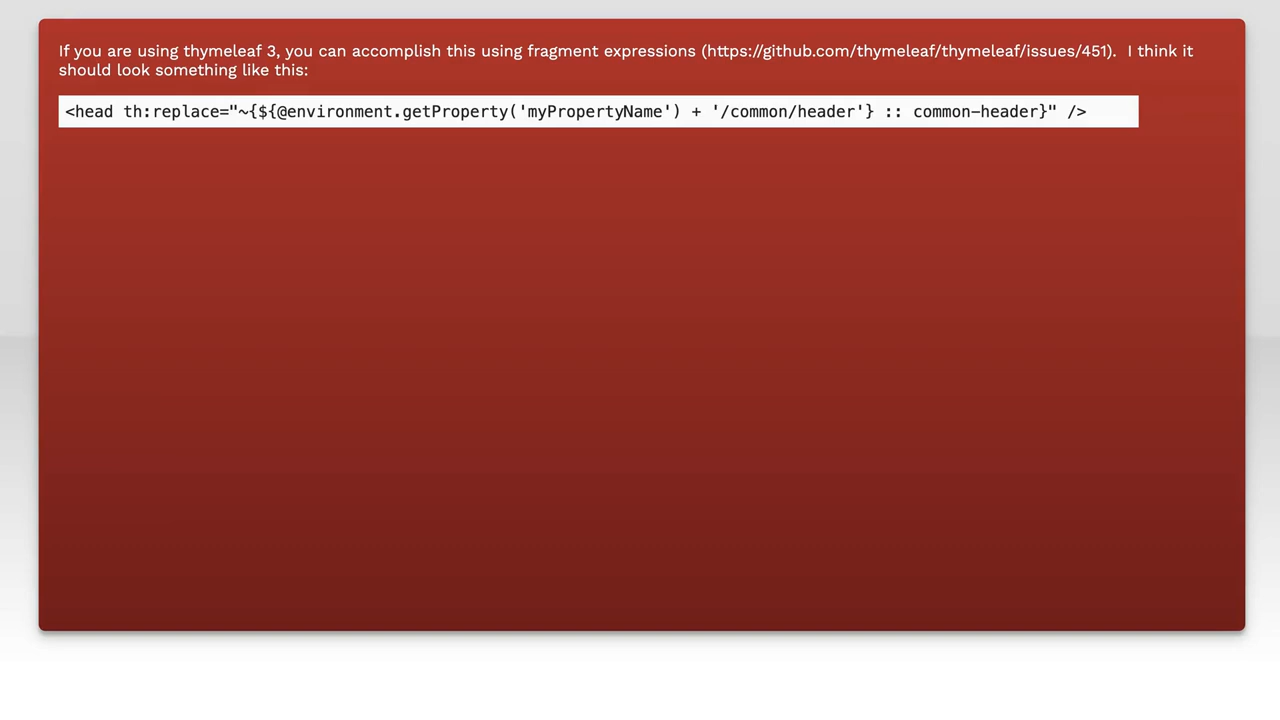 If you are using thymeleaf 3, you can accomplish this using fragment expressions (https://github.com/thymeleaf/thymeleaf/issues/451).  I think it
should look something like this:
<head th:replace="~{${@environment.getProperty('myPropertyName') + '/common/header'} :: common-header}" />